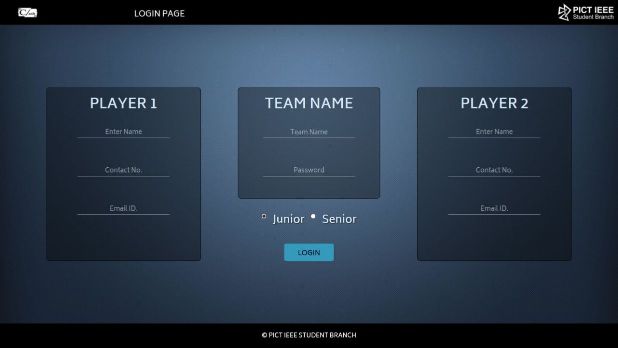 LOGIN PAGE
PICT IEEE
Student Branch
PLAYER 1
Enter Name
Contact No.
Email ID.
TEAM NAME
Team Name
Password
Junior Senior
LOGIN
PLAYER 2
Enter Name
Contact No.
Email ID.
© PICT IEEE STUDENT BRANCH